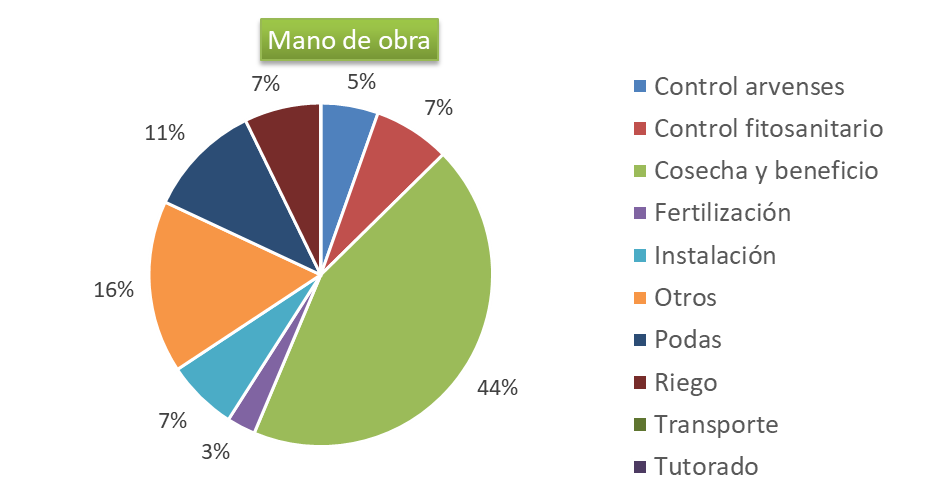 Mano de obra
5%
7%
44%
3%
7%
16%
11%
7%
Control arvenses
Control fitosanitario
Cosecha y beneficio
Fertilización
Instalación
Otros
Podas
Riego
Transporte
Tutorado